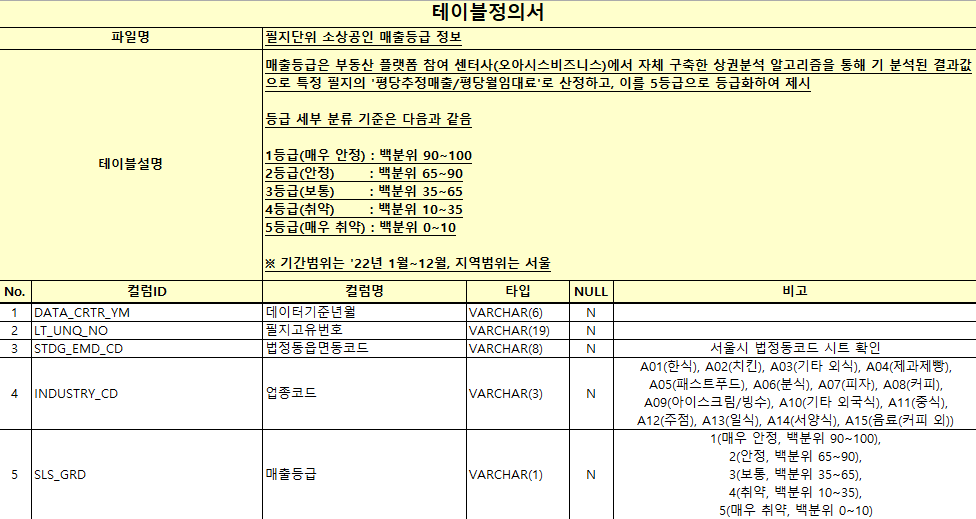 테이블정의서
파일명 필지단위 소상공인 매출등급 정보
테이블설명
매출등급은 부동산 플랫폼 참여 센터사(오아시스비즈니스)에서 자체 구축한 상권분석 알고리즘을 통해 기 분석된 결과값
으로 특정 필지의 '평당추정매출/평당월임대료'로 산정하고, 이를 5등급으로 등급화하여 제시
등급 세부 분류 기준은 다음과 같음
1등급(매우 안정) : 백분위 90~100
2등급(안정) : 백분위 65~90
3등급(보통) : 백분위 35~65
4등급(취약) : 백분위 10~35
5등급(매우 취약) : 백분위 0~10
※ 기간범위는 '22년 1월~12월, 지역범위는 서울
No. 컬럼ID 컬럼명 타입 NULL 비고
1 DATA_CRTR_YM 데이터기준년월 VARCHAR(6) N
2 LT_UNQ_NO 필지고유번호 VARCHAR(19) N
3 STDG_EMD_CD 법정동읍면동코드 VARCHAR(8) N 서울시 법정동코드 시트 확인
4 INDUSTRY_CD 업종코드 VARCHAR(3) N
A01(한식), A02(치킨), A03(기타 외식), A04(제과제빵),
A05(패스트푸드), A06(분식), A07(피자), A08(커피),
A09(아이스크림/빙수), A10(기타 외국식), A11(중식),
A12(주점), A13(일식), A14(서양식), A15(음료(커피 외))
5 SLS_GRD 매출등급 VARCHAR(1) N
1(매우 안정, 백분위 90~100),
2(안정, 백분위 65~90),
3(보통, 백분위 35~65),
4(취약, 백분위 10~35),
5(매우 취약, 백분위 0~10)